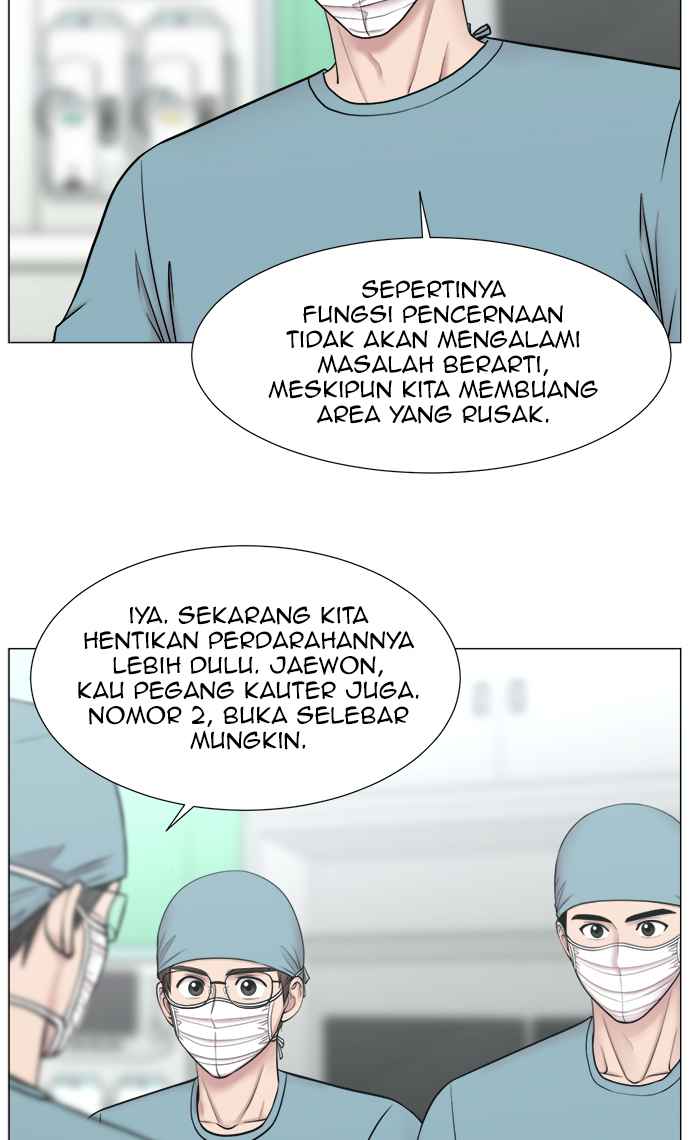 SEPERTINYA
FUNGSI PENCERNAAN
TIDAK AKAN MENGALAMI
MASALAH BERARTI,
MESKIPUN KITA MEMBUANG
AREA YANG RUSAK.
IYA. SEKARANG KITA
HENTIKAN PERDARAHANNYA
LEBIH DULU. JAEWON,
KAU PEGANG KAUTER JUGA.
NOMOR 2, BUKA SELEBAR
MUNGKIN.